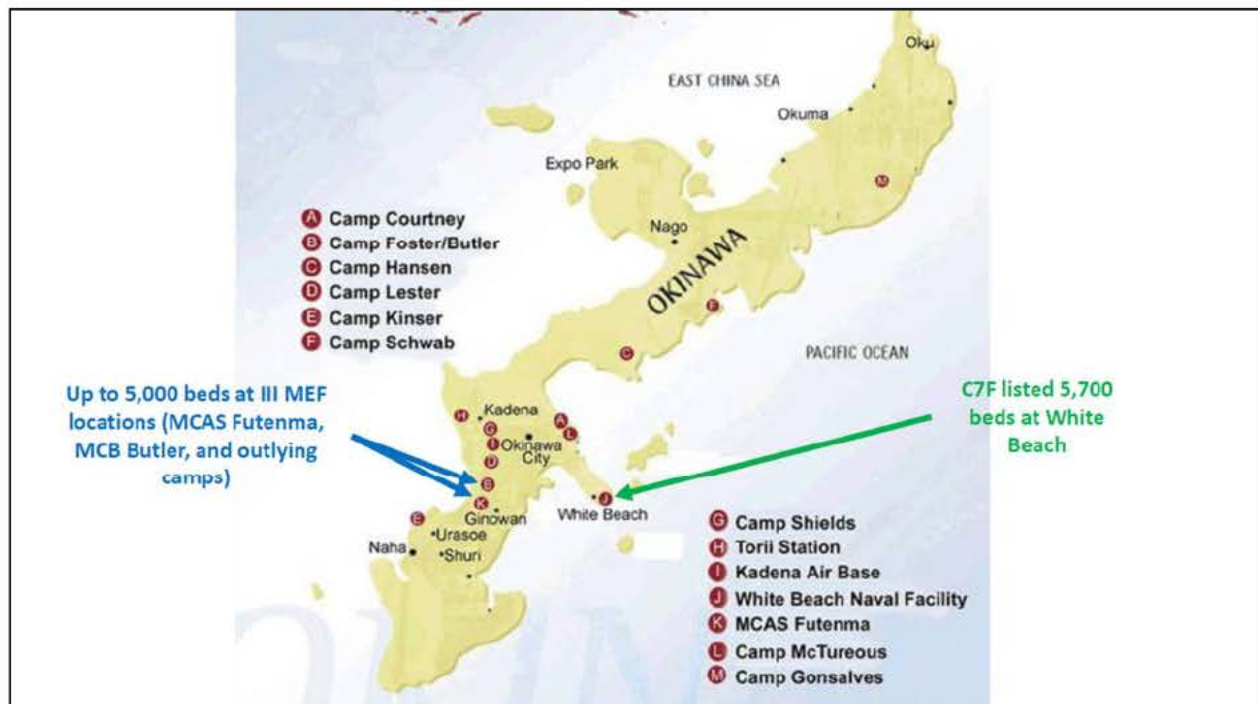 Oku
EAST CHINA SEA
Okuma
Expo Park
M
A Camp Courtney
B Camp Foster/Butler
C Camp Hansen
D Camp Lester
E Camp Kinser
F Camp Schwab
Nago
OKINAWA
F
PACIFIC OCEAN
C
Up to 5,000 beds at III MEF
locations (MCAS Futenma,
MCB Butler, and outlying
camps)
C7F listed 5,700
beds at White
Beach
H
Kadena
A
G
L
I
Okinawa
City
D
B
K
J
Ginowan
White Beach
E
Urasoe
Naha
Shuri
G Camp Shields
H Torii Station
I Kadena Air Base
J White Beach Naval Facility
K MCAS Futenma
L Camp McTureous
M Camp Gonsalves